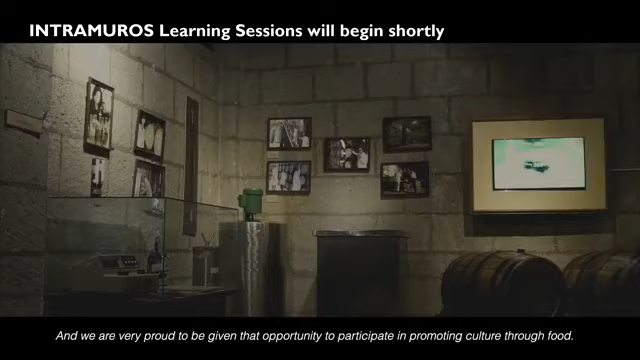 INTRAMUROS Learning Sessions will begin shortly
And we are very proud to be given that opportunity to participate in promoting culture through food.